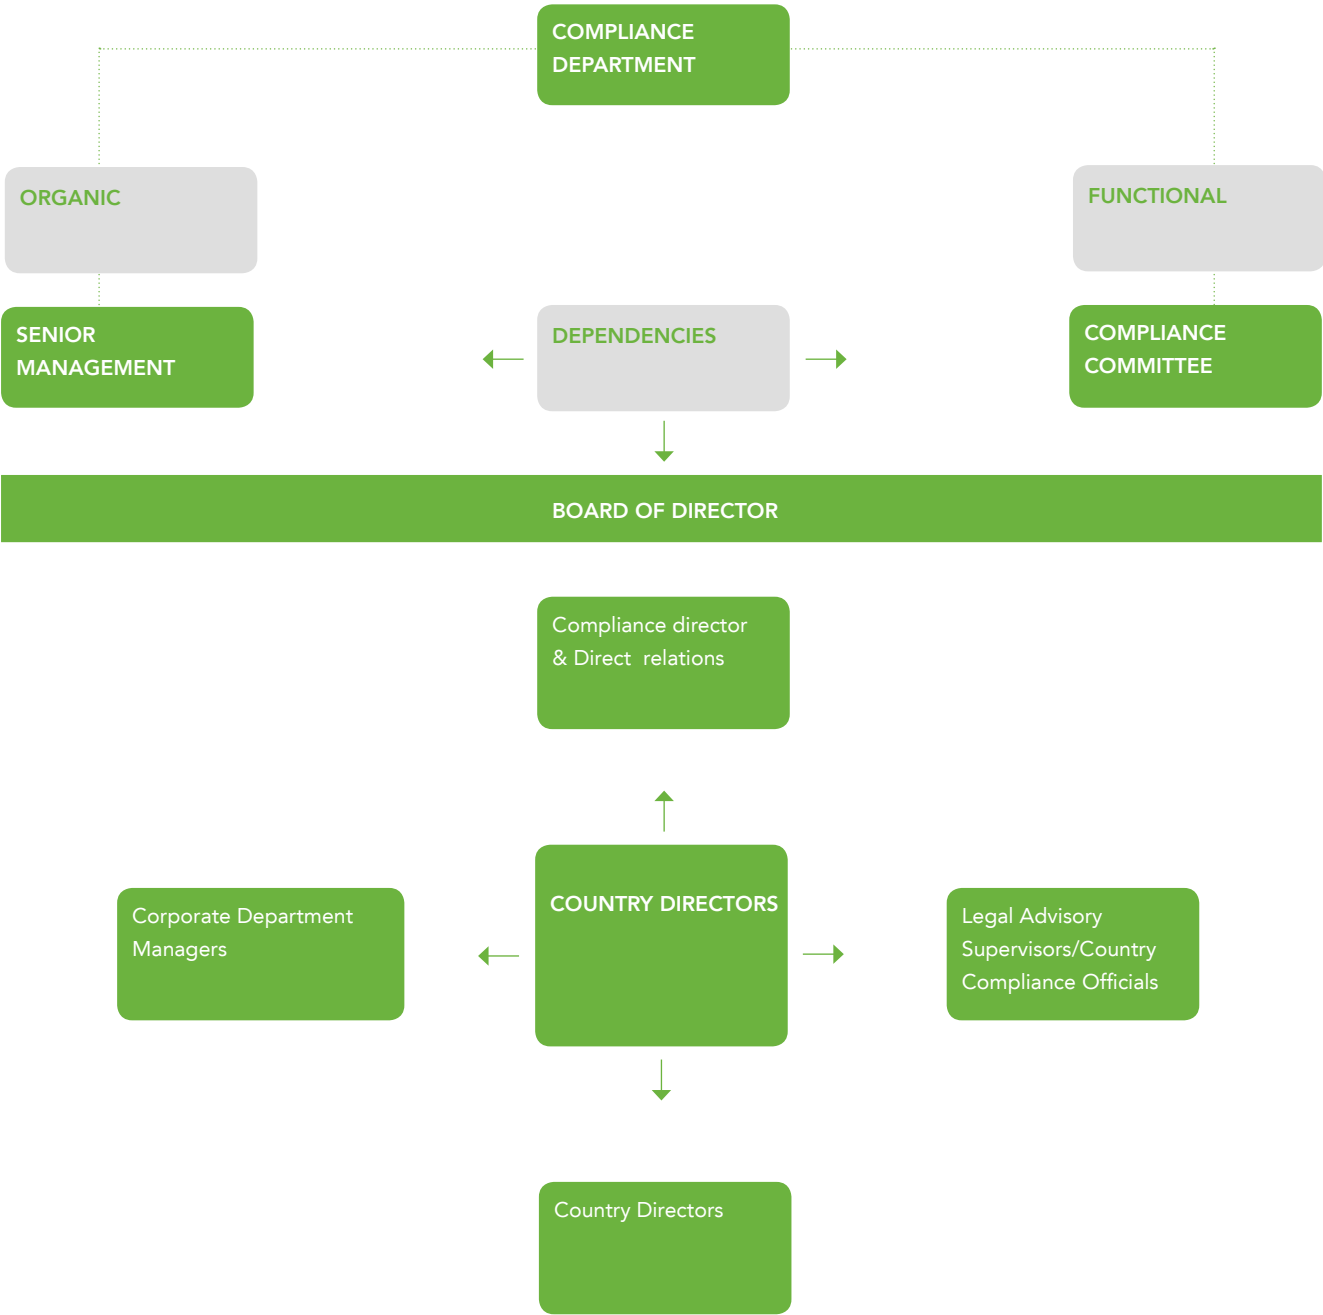 COMPLIANCE
DEPARTMENT
ORGANIC
FUNCTIONAL
SENIOR
MANAGEMENT
DEPENDENCIES
COMPLIANCE
COMMITTEE
BOARD OF DIRECTOR
Compliance director
& Direct relations
COUNTRY DIRECTORS
Corporate Department
Managers
Legal Advisory
Supervisors/Country
Compliance Officials
Country Directors